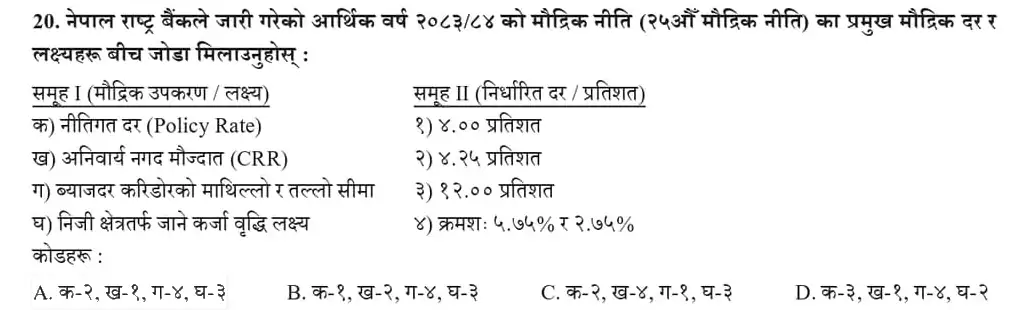 20. नेपाल राष्ट्र बैंकले जारी गरेको आर्थिक वर्ष २०८३/८४ को मौद्रिक नीति (२५औँ मौद्रिक नीति) का प्रमुख मौद्रिक दर र
लक्ष्यहरू बीच जोडा मिलाउनुहोस् :
समूह I (मौद्रिक उपकरण / लक्ष्य) समूह II (निर्धारित दर / प्रतिशत)
क) नीतिगत दर (Policy Rate) १) ४.०० प्रतिशत
ख) अनिवार्य नगद मौज्दात (CRR) २) ४.२५ प्रतिशत
ग) ब्याजदर करिडोरको माथिल्लो र तल्लो सीमा ३) १२.०० प्रतिशत
घ) निजी क्षेत्रतर्फ जाने कर्जा वृद्धि लक्ष्य ४) क्रमशः ५.७५% र २.७५%
कोडहरू :
A. क-२, ख-१, ग-४, घ-३ B. क-१, ख-२, ग-४, घ-३ C. क-२, ख-४, ग-१, घ-३ D. क-३, ख-१, ग-४, घ-२